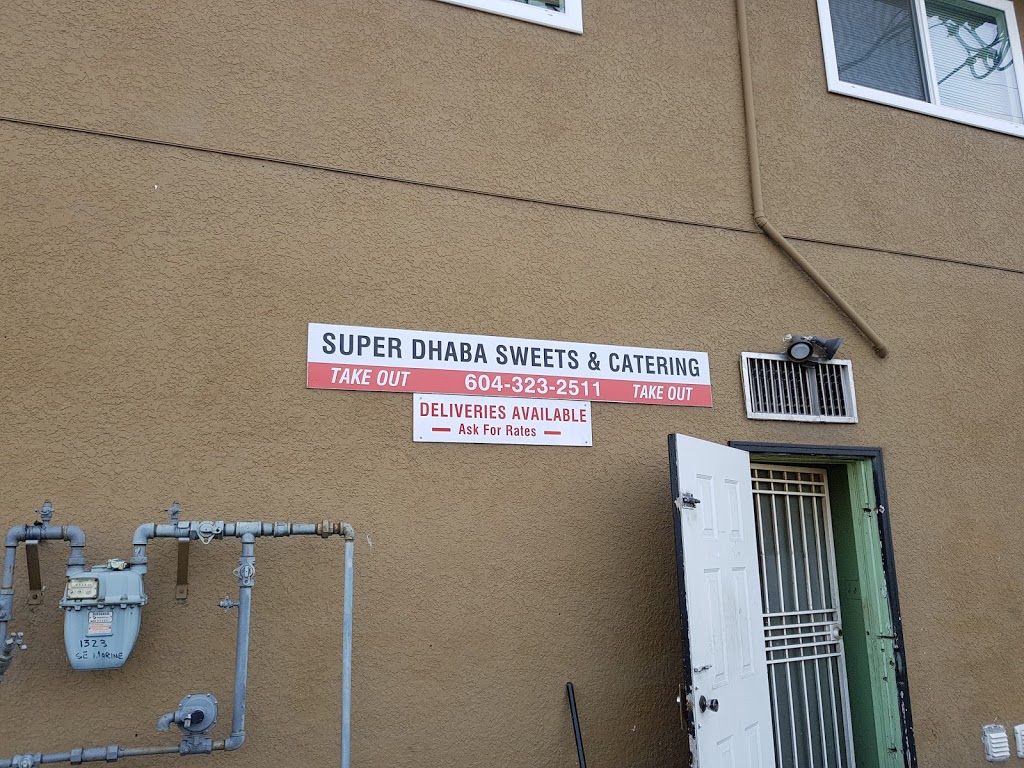 SUPER DHABA SWEETS & CATERING
TAKE OUT 604-323-2511 TAKE OUT
DELIVERIES AVAILABLE
Ask For Rates
1323
SE MARINE